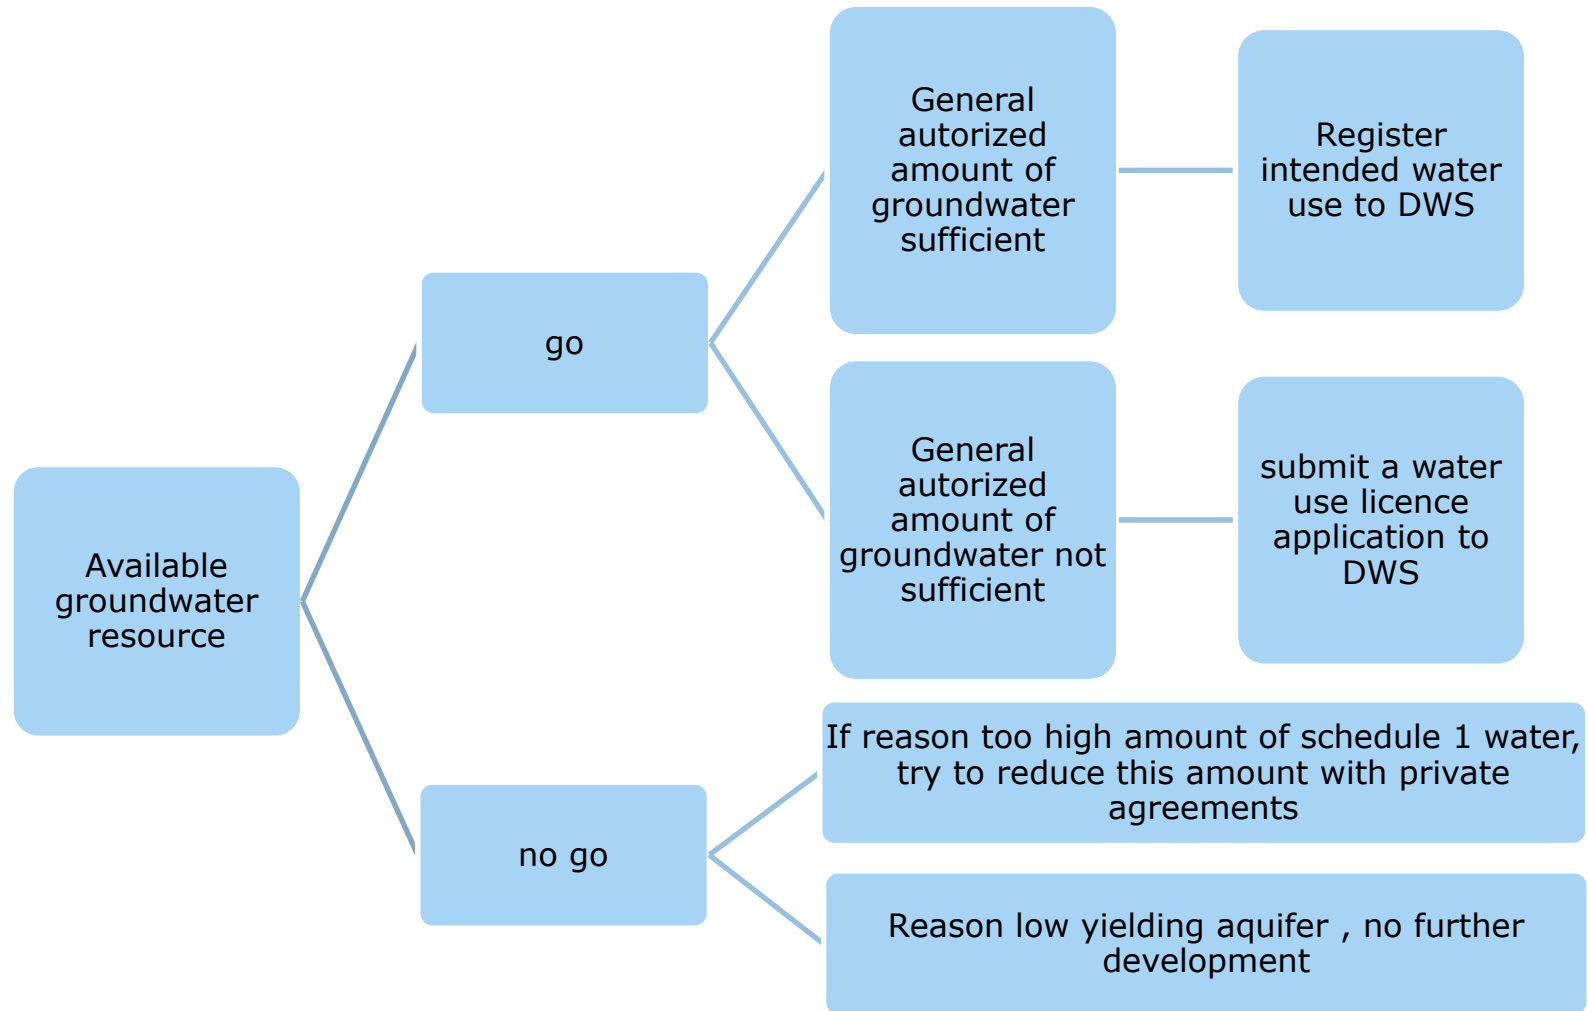 Available
groundwater
resource
go
General
autorized
amount of
groundwater
sufficient
Register
intended water
use to DWS
General
autorized
amount of
groundwater not
sufficient
submit a water
use licence
application to
DWS
no go
If reason too high amount of schedule 1 water,
try to reduce this amount with private
agreements
Reason low yielding aquifer , no further
development